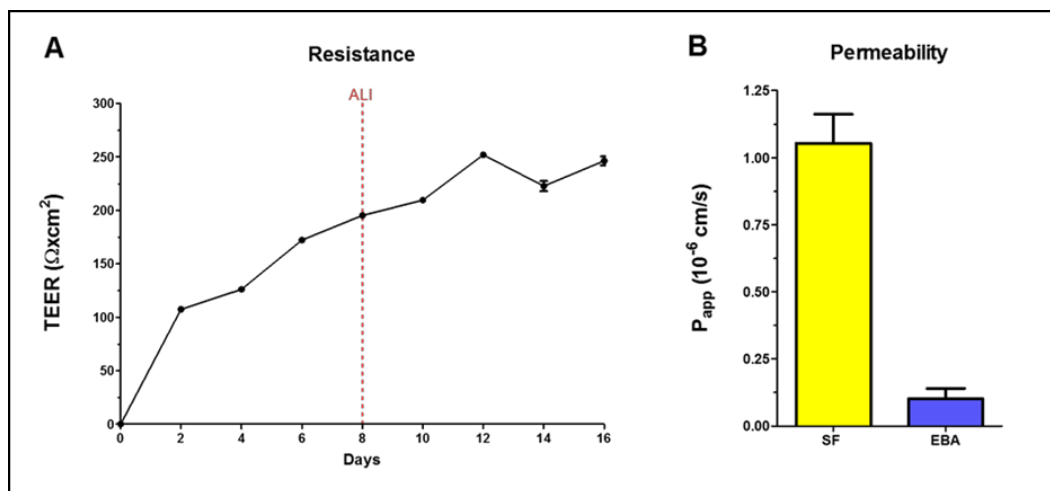 A
Resistance
ALI
TEER (Ωxcm²)
300
250
200
150
100
50
0
0 2 4 6 8 10 12 14 16
Days
B
Permeability
Papp (10⁻⁶ cm/s)
1.25
1.00
0.75
0.50
0.25
0.00
SF EBA